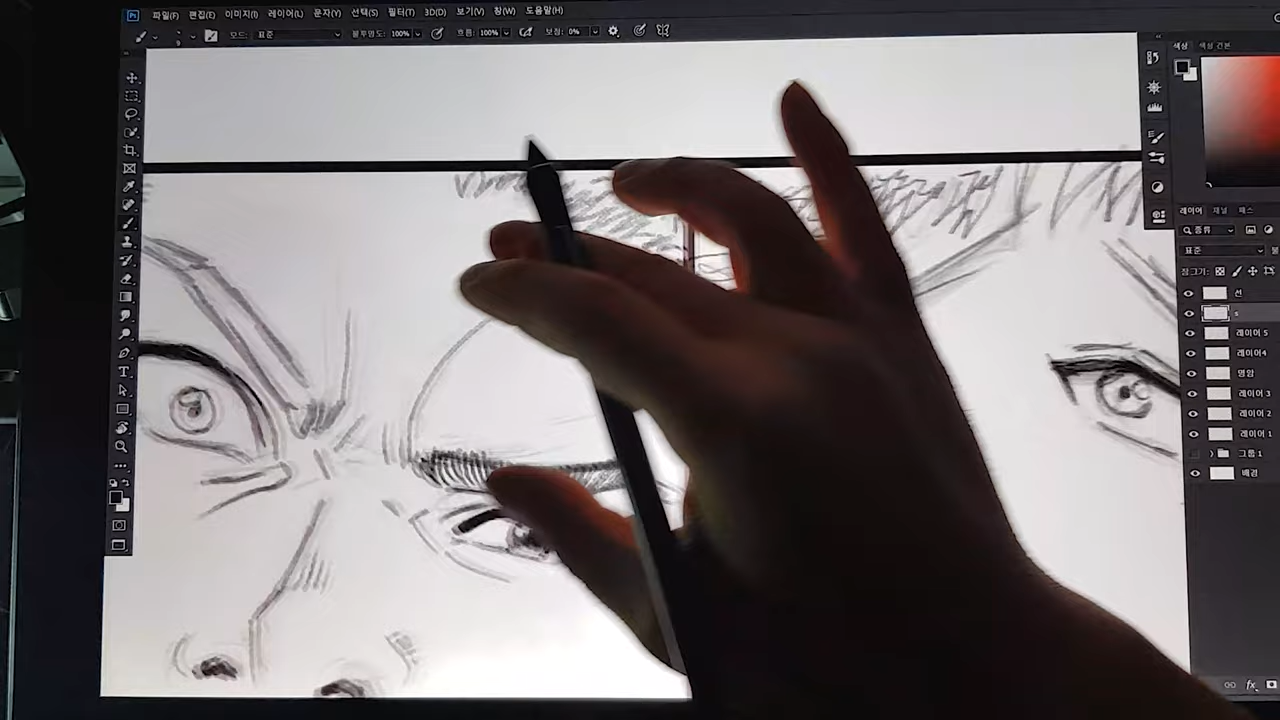 Ps 파일(F) 편집(E) 이미지(I) 레이어(L) 문자(Y) 선택(S) 필터(T) 3D(D) 보기(V) 창(W) 도움말(H)
9 모드: 표준 불투명도: 100% 흐름: 100% 보정: 0%
색상 색상 견본
레이어 채널 패스
종류
표준
잠그기:
선
s
레이어 5
레이어4
명암
레이어 3
레이어 2
레이어 1
그룹 1
배경
fx